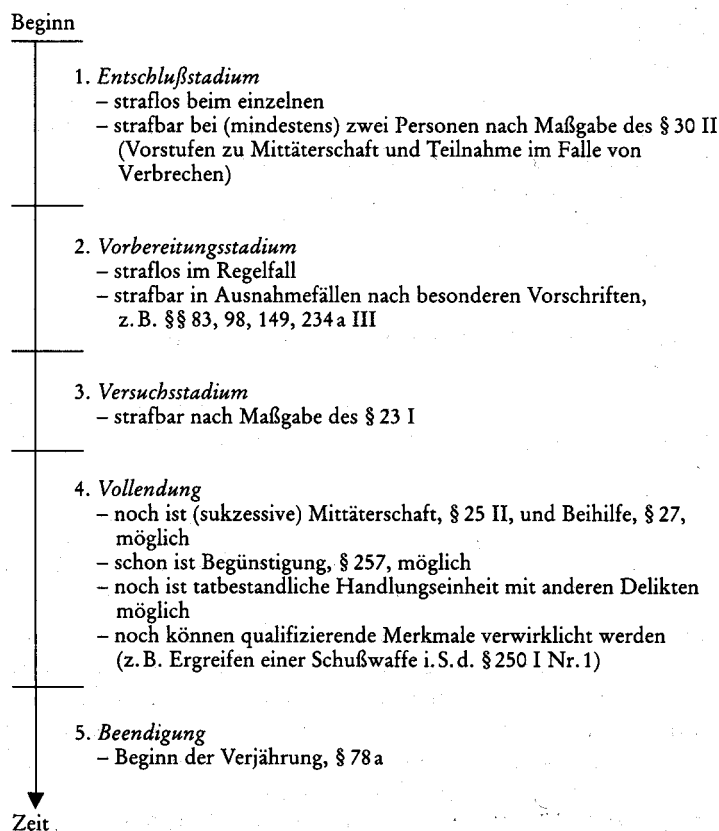 Beginn
1. Entschlußstadium
– straflos beim einzelnen
– strafbar bei (mindestens) zwei Personen nach Maßgabe des § 30 II
(Vorstufen zu Mittäterschaft und Teilnahme im Falle von
Verbrechen)
2. Vorbereitungsstadium
– straflos im Regelfall
– strafbar in Ausnahmefällen nach besonderen Vorschriften,
z. B. §§ 83, 98, 149, 234 a III
3. Versuchsstadium
– strafbar nach Maßgabe des § 23 I
4. Vollendung
– noch ist (sukzessive) Mittäterschaft, § 25 II, und Beihilfe, § 27,
möglich
– schon ist Begünstigung, § 257, möglich
– noch ist tatbestandliche Handlungseinheit mit anderen Delikten
möglich
– noch können qualifizierende Merkmale verwirklicht werden
(z. B. Ergreifen einer Schußwaffe i. S. d. § 250 I Nr. 1)
5. Beendigung
– Beginn der Verjährung, § 78 a
Zeit